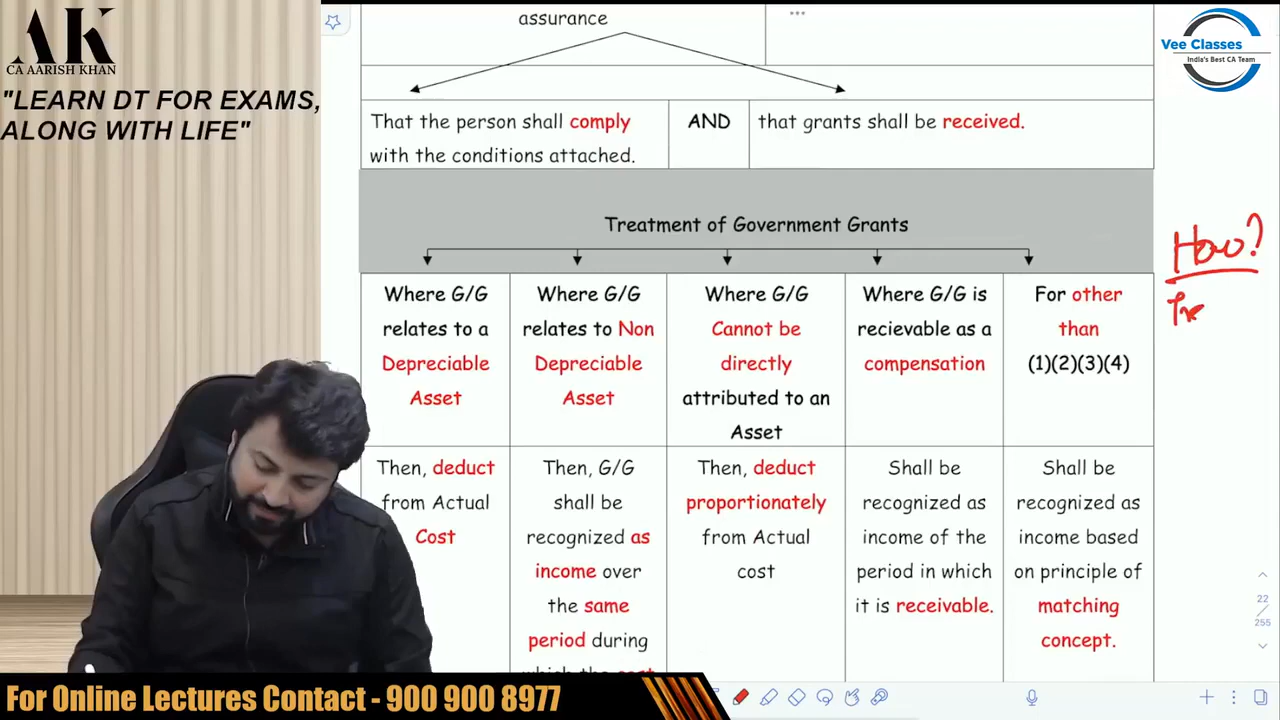 AK
CA AARISH KHAN
"LEARN DT FOR EXAMS,
ALONG WITH LIFE"
Vee Classes
India's Best CA Team
assurance
That the person shall comply
with the conditions attached.
AND
that grants shall be received.
Treatment of Government Grants
Where G/G
relates to a
Depreciable
Asset
Where G/G
relates to Non
Depreciable
Asset
Where G/G
Cannot be
directly
attributed to an
Asset
Where G/G is
recievable as a
compensation
For other
than
(1)(2)(3)(4)
How?
Then, deduct
from Actual
Cost
Then, G/G
shall be
recognized as
income over
the same
period during
which the cost
Then, deduct
proportionately
from Actual
cost
Shall be
recognized as
income of the
period in which
it is receivable.
Shall be
recognized as
income based
on principle of
matching
concept.
22
255
For Online Lectures Contact - 900 900 8977